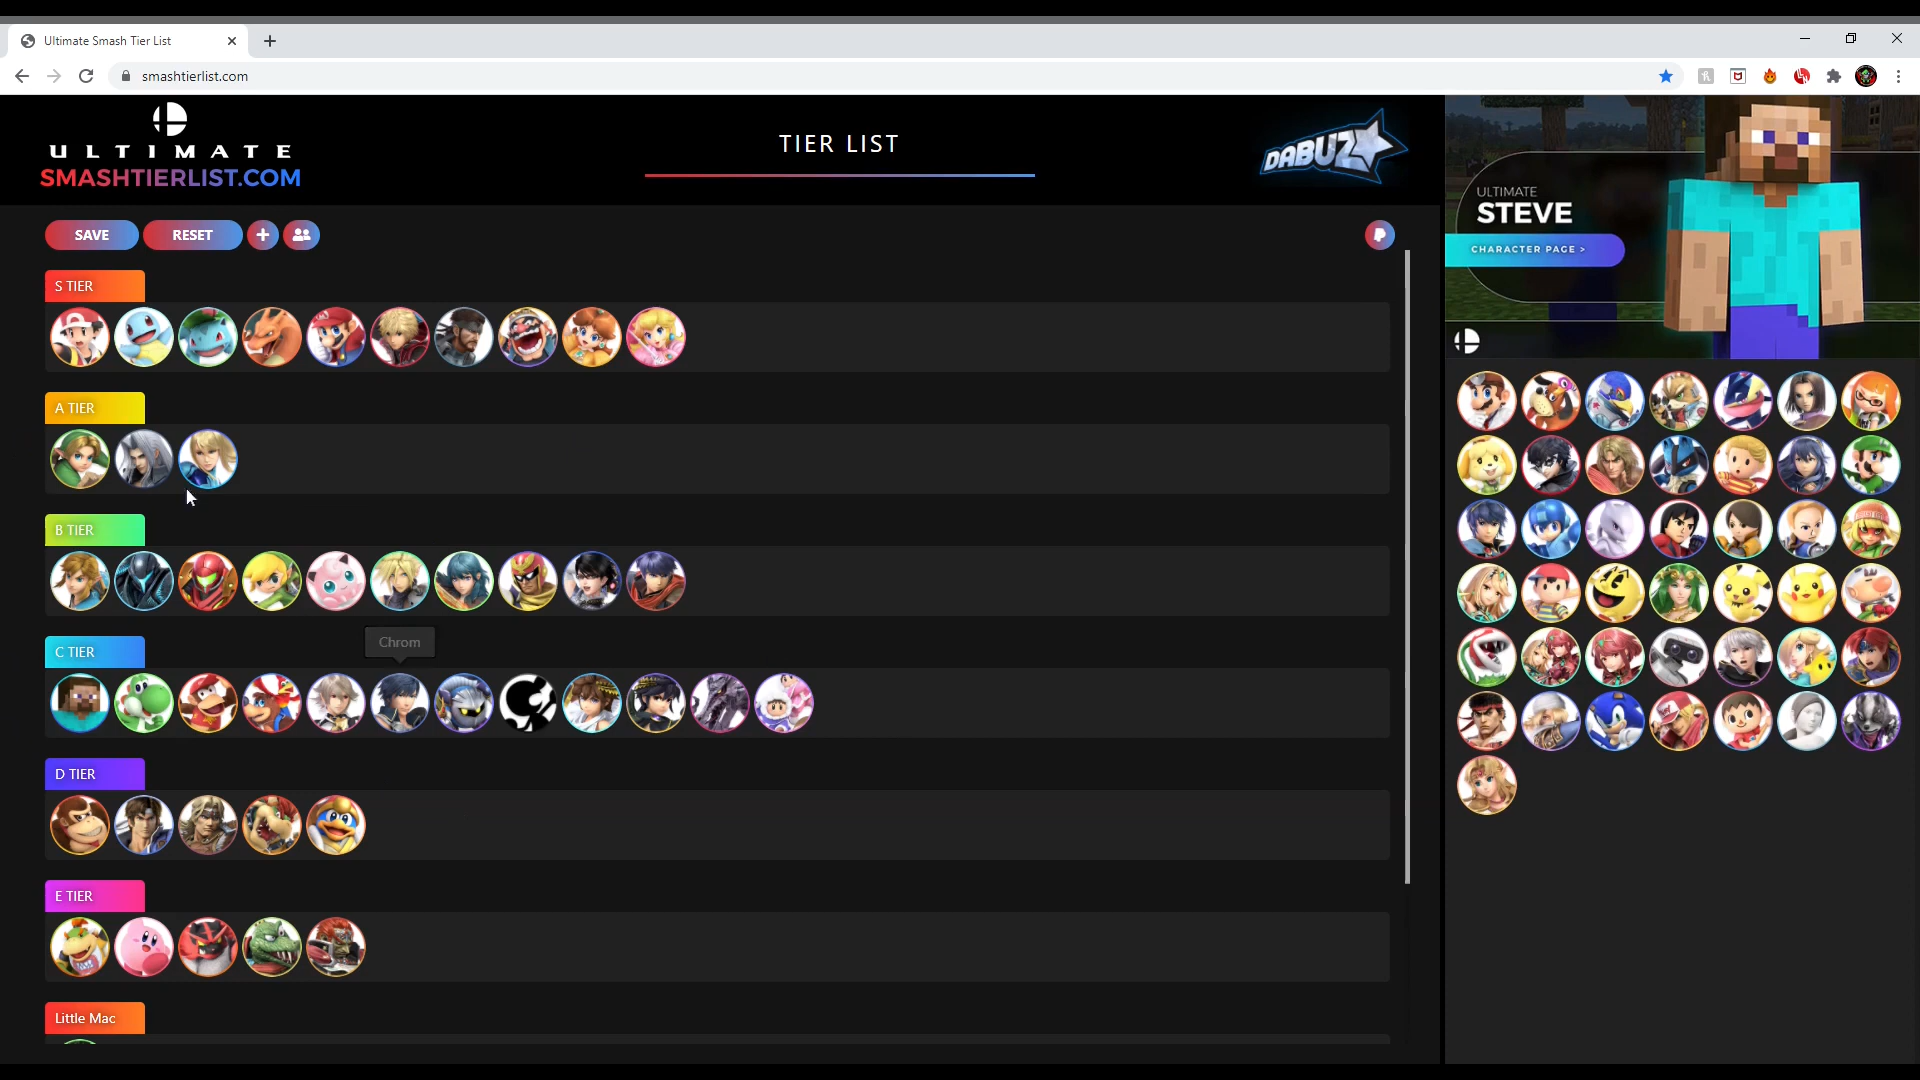 Ultimate Smash Tier List
smashtierlist.com
ULTIMATE
SMASHTIERLIST.COM
TIER LIST
DABUZ
SAVE
RESET
+
S TIER
A TIER
B TIER
Chrom
C TIER
D TIER
E TIER
Little Mac
ULTIMATE
STEVE
CHARACTER PAGE >